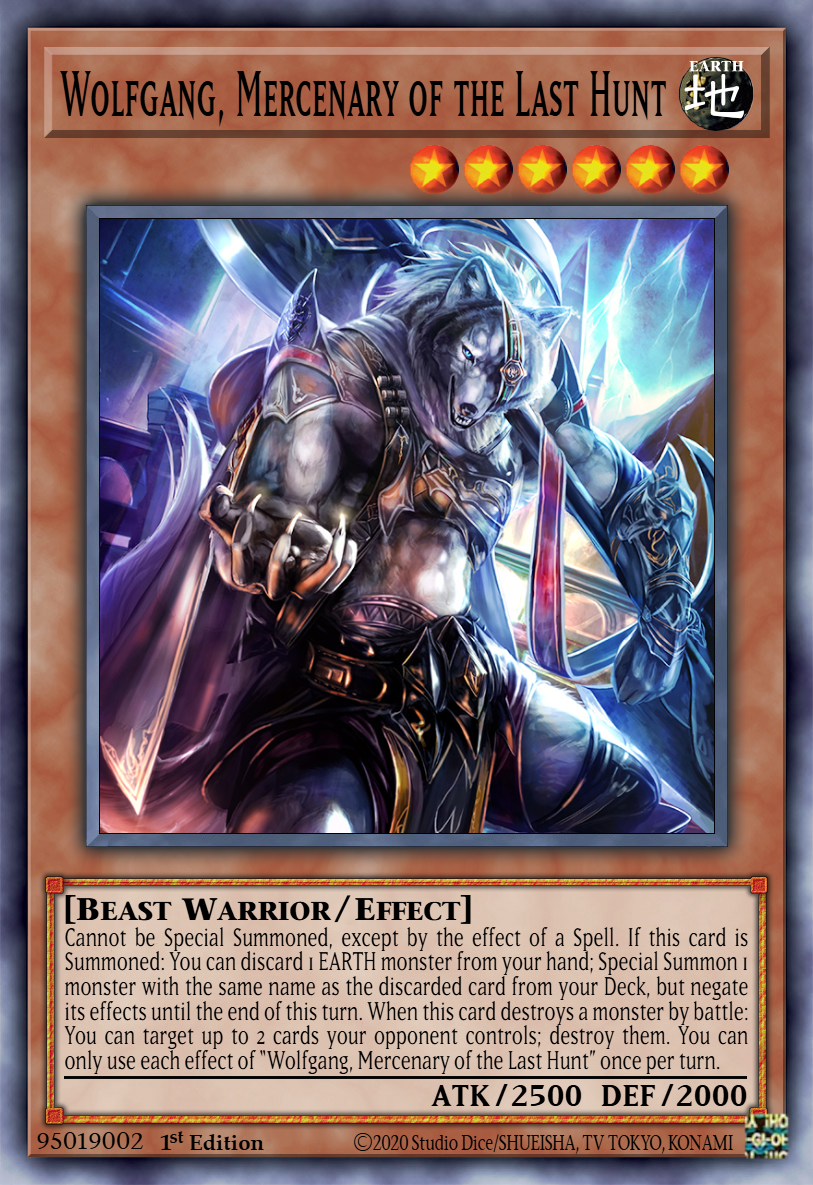 Wolfgang, Mercenary of the Last Hunt
EARTH
地
[Beast Warrior/Effect]
Cannot be Special Summoned, except by the effect of a Spell. If this card is
Summoned: You can discard 1 EARTH monster from your hand; Special Summon 1
monster with the same name as the discarded card from your Deck, but negate
its effects until the end of this turn. When this card destroys a monster by battle:
You can target up to 2 cards your opponent controls; destroy them. You can
only use each effect of "Wolfgang, Mercenary of the Last Hunt" once per turn.
ATK/2500 DEF/2000
95019002 1st Edition ©2020 Studio Dice/SHUEISHA, TV TOKYO, KONAMI